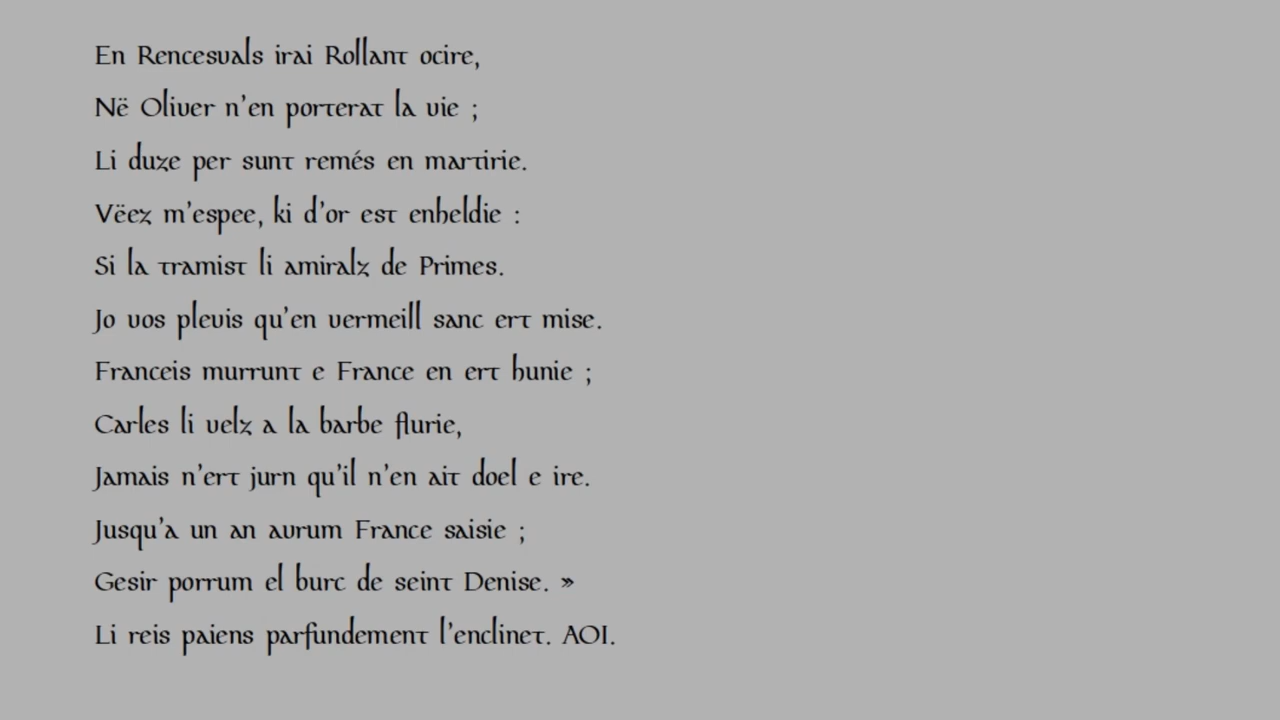 En Rencesvals irai Rollant ocire,
Në Oliver n’en porterat la vie ;
Li duze per sunt remés en martirie.
Vëez m’espee, ki d’or est enheldie :
Si la tramist li amiralz de Primes.
Jo vos plevis qu’en vermeill sanc ert mise.
Franceis murrunt e France en ert hunie ;
Carles li velz a la barbe flurie,
Jamais n’ert jurn qu’il n’en ait doel e ire.
Jusqu’a un an avrum France saisie ;
Gesir porrum el burc de seint Denise. »
Li reis paiens parfundement l’enclinet. AOI.